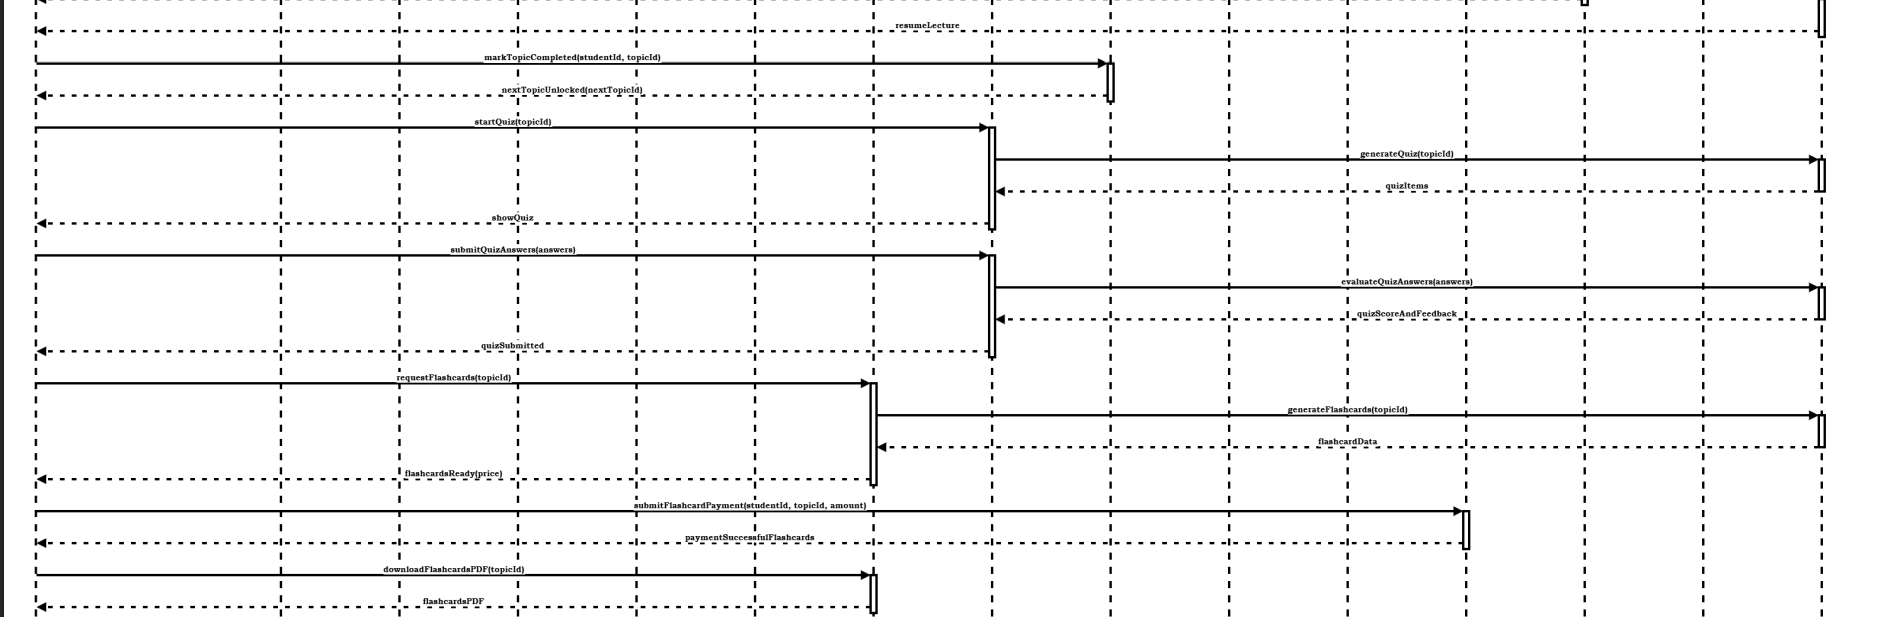 resumeLecture
markTopicCompleted(studentId, topicId)
nextTopicUnlocked(nextTopicId)
startQuiz(topicId)
generateQuiz(topicId)
quizItems
showQuiz
submitQuizAnswers(answers)
evaluateQuizAnswers(answers)
quizScoreAndFeedback
quizSubmitted
requestFlashcards(topicId)
generateFlashcards(topicId)
flashcardData
flashcardsReady(price)
submitFlashcardPayment(studentId, topicId, amount)
paymentSuccessfulFlashcards
downloadFlashcardsPDF(topicId)
flashcardsPDF